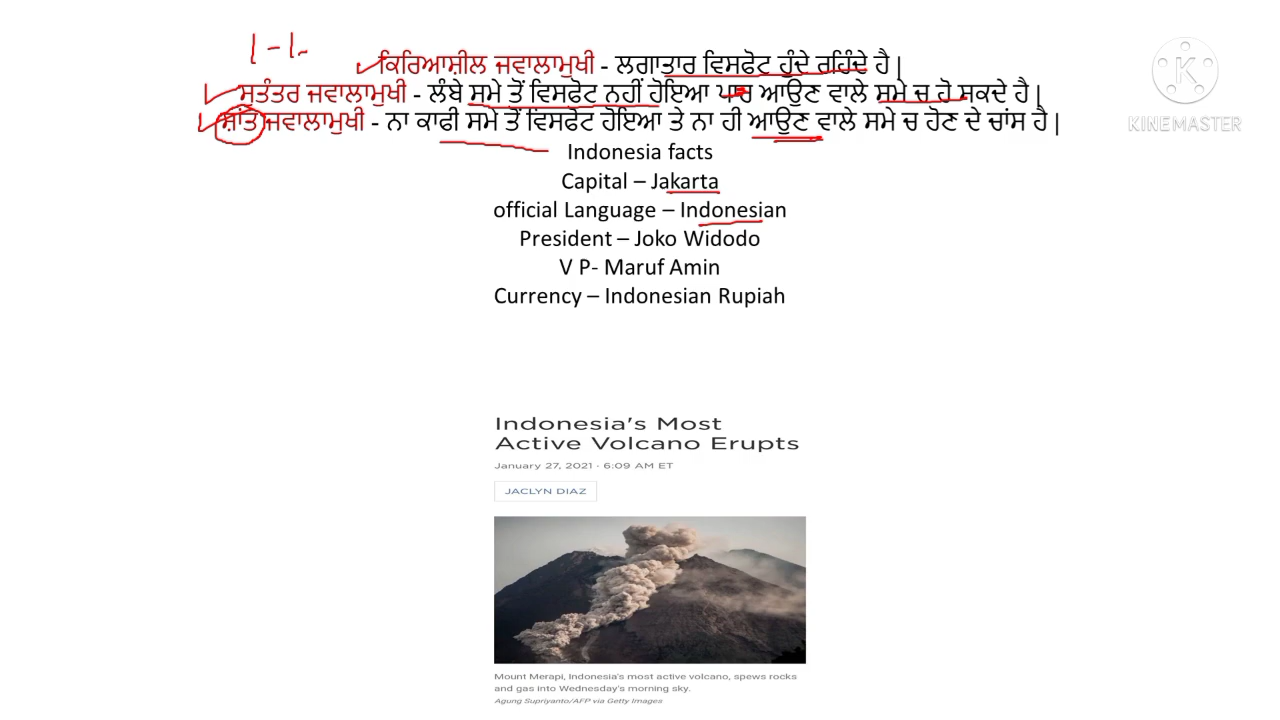 1-1
ਕਿਰਿਆਸ਼ੀਲ ਜਵਾਲਾਮੁਖੀ - ਲਗਾਤਾਰ ਵਿਸਫੋਟ ਹੁੰਦੇ ਰਹਿੰਦੇ ਹੈ |
ਸਤੰਤਰ ਜਵਾਲਾਮੁਖੀ - ਲੰਬੇ ਸਮੇ ਤੋਂ ਵਿਸਫੋਟ ਨਹੀਂ ਹੋਇਆ ਆਉਣ ਵਾਲੇ ਸਮੇ ਚ ਹੋ ਸਕਦੇ ਹੈ |
ਸ਼ਾਂਤ ਜਵਾਲਾਮੁਖੀ - ਨਾ ਕਾਫੀ ਸਮੇ ਤੋਂ ਵਿਸਫੋਟ ਹੋਇਆ ਤੇ ਨਾ ਹੀ ਆਉਣ ਵਾਲੇ ਸਮੇ ਚ ਹੋਣ ਦੇ ਚਾਂਸ ਹੈ |
KINEMASTER
Indonesia facts
Capital – Jakarta
official Language – Indonesian
President – Joko Widodo
V P- Maruf Amin
Currency – Indonesian Rupiah
Indonesia's Most
Active Volcano Erupts
January 27, 2021 · 6:09 AM ET
JACLYN DIAZ
Mount Merapi, Indonesia's most active volcano, spews rocks
and gas into Wednesday's morning sky.
Agung Supriyanto/AFP via Getty Images